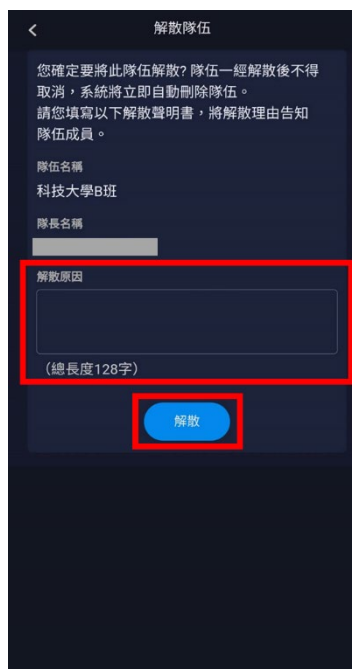 解散隊伍
您確定要將此隊伍解散? 隊伍一經解散後不得
取消，系統將立即自動刪除隊伍。
請您填寫以下解散聲明書，將解散理由告知
隊伍成員。
隊伍名稱
科技大學B班
隊長名稱
解散原因
（總長度128字）
解散